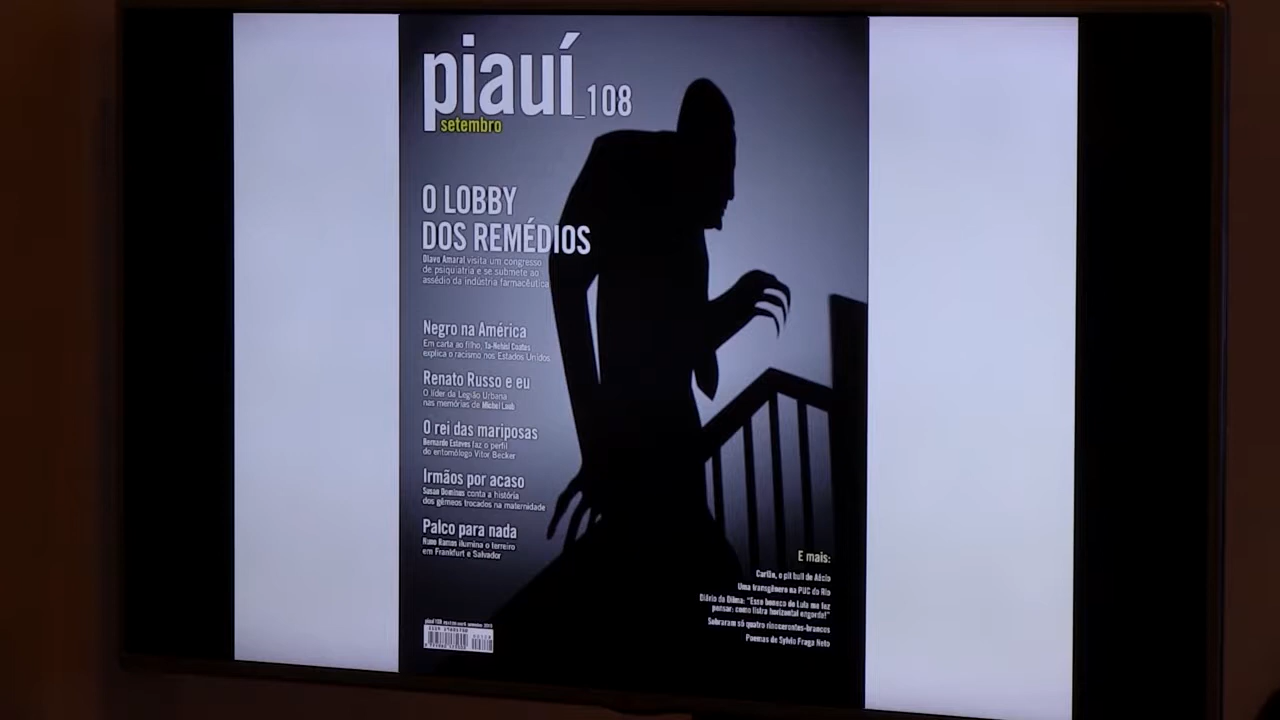 piauí_108
setembro
O LOBBY
DOS REMÉDIOS
Olavo Amaral visita um congresso
de psiquiatria e se submete ao
assédio da indústria farmacêutica
Negro na América
Em carta ao filho, Ta-Nehisi Coates
explica o racismo nos Estados Unidos
Renato Russo e eu
O líder da Legião Urbana
nas memórias de Michel Laub
O rei das mariposas
Bernardo Esteves faz o perfil
do entomólogo Vitor Becker
Irmãos por acaso
Susan Dominus conta a história
dos gêmeos trocados na maternidade
Palco para nada
Nuno Ramos ilumina o terreiro
em Frankfurt e Salvador
E mais:
Carlão, o pit bull de Aécio
Uma transgênero na PUC do Rio
Diário da Dilma: "Esse boneco do Lula me fez
pensar: como listra horizontal engorda!"
Sobraram só quatro rinocerontes-brancos
Poemas de Sylvio Fraga Neto
piauí 108